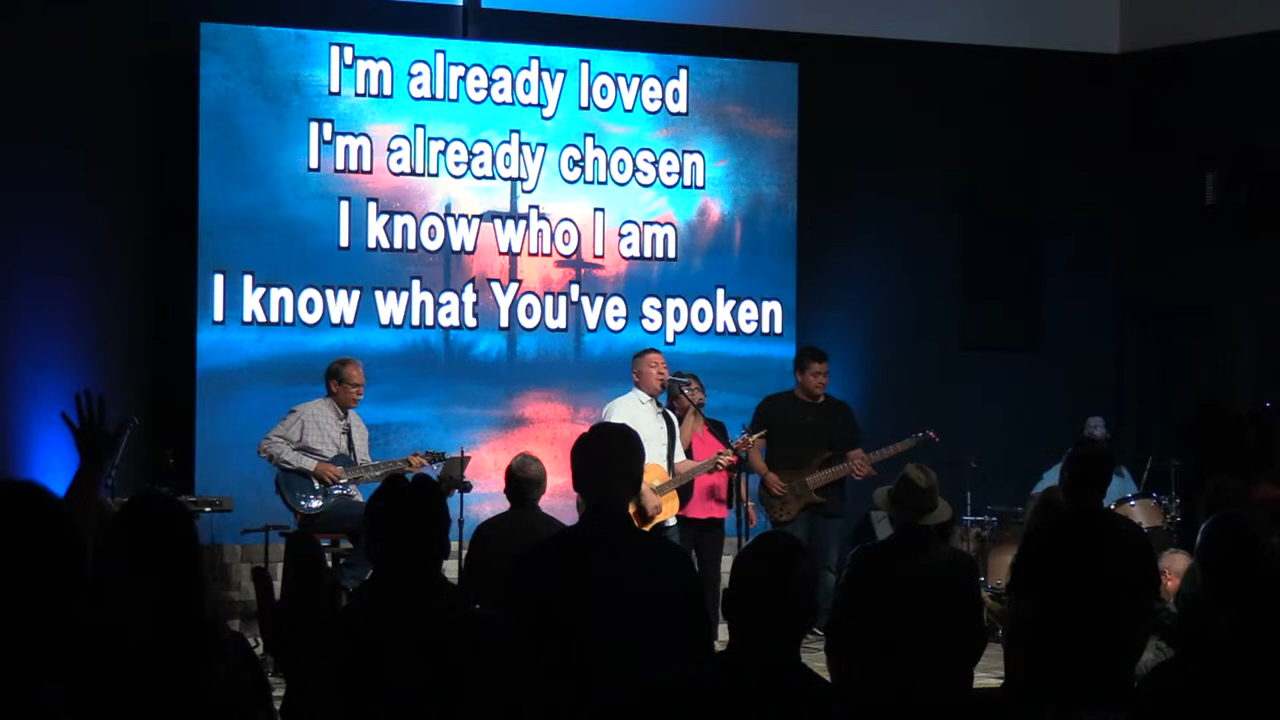 I'm already loved
I'm already chosen
I know who I am
I know what You've spoken